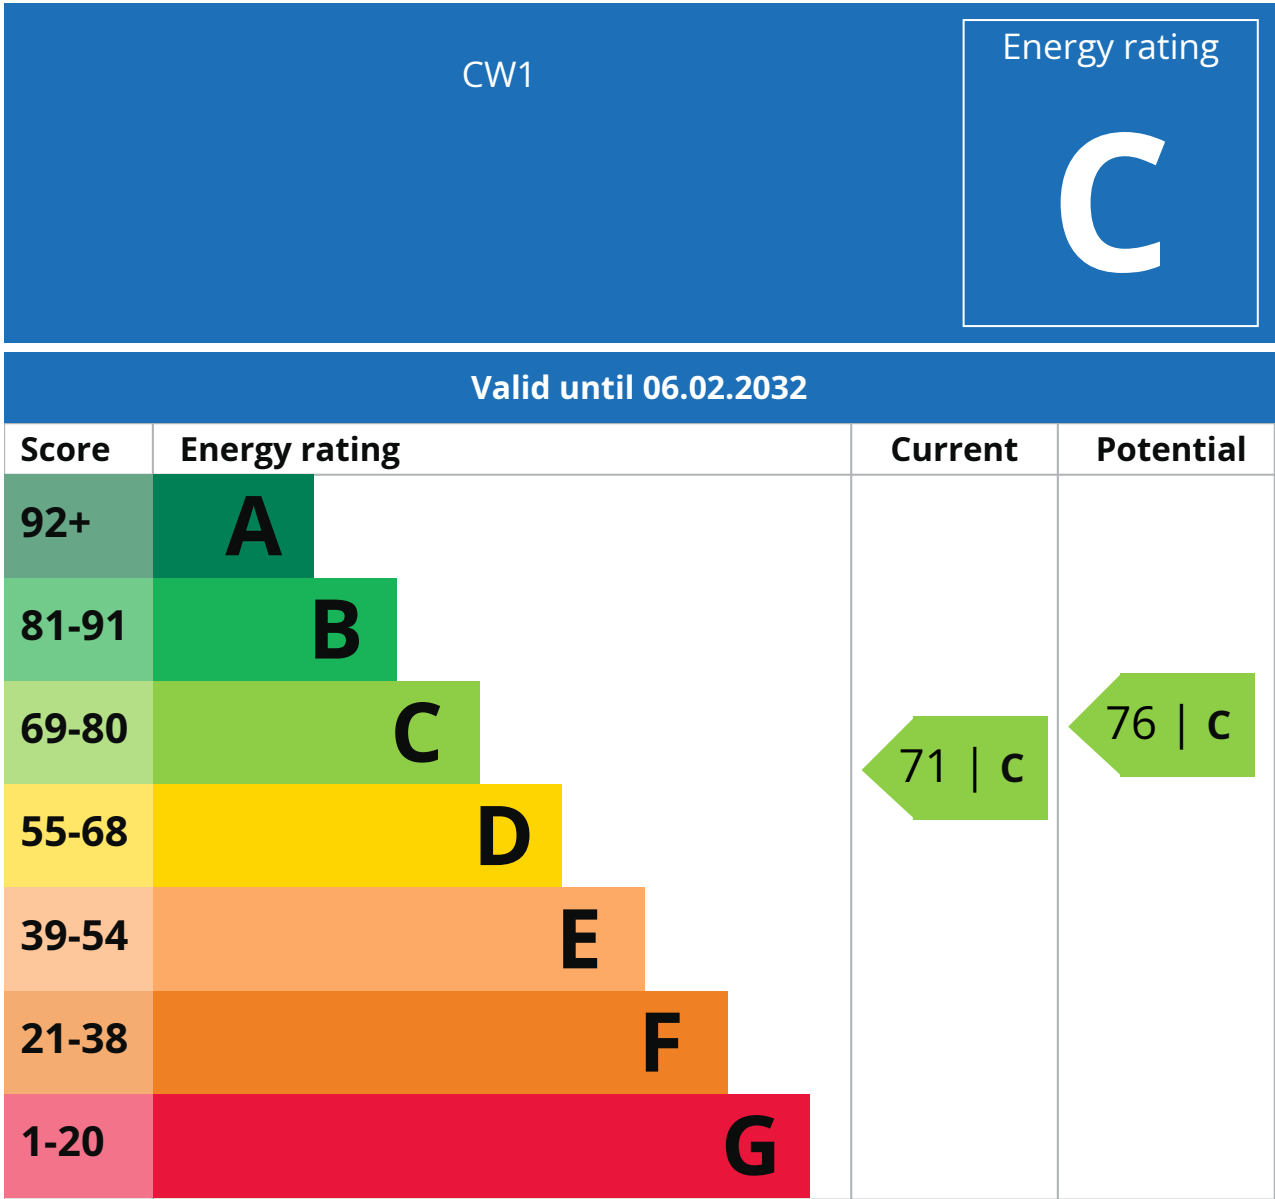 CW1
Energy rating
C
Valid until 06.02.2032
Score Energy rating Current Potential
92+ A
81-91 B
69-80 C
71 | C
76 | C
55-68 D
39-54 E
21-38 F
1-20 G